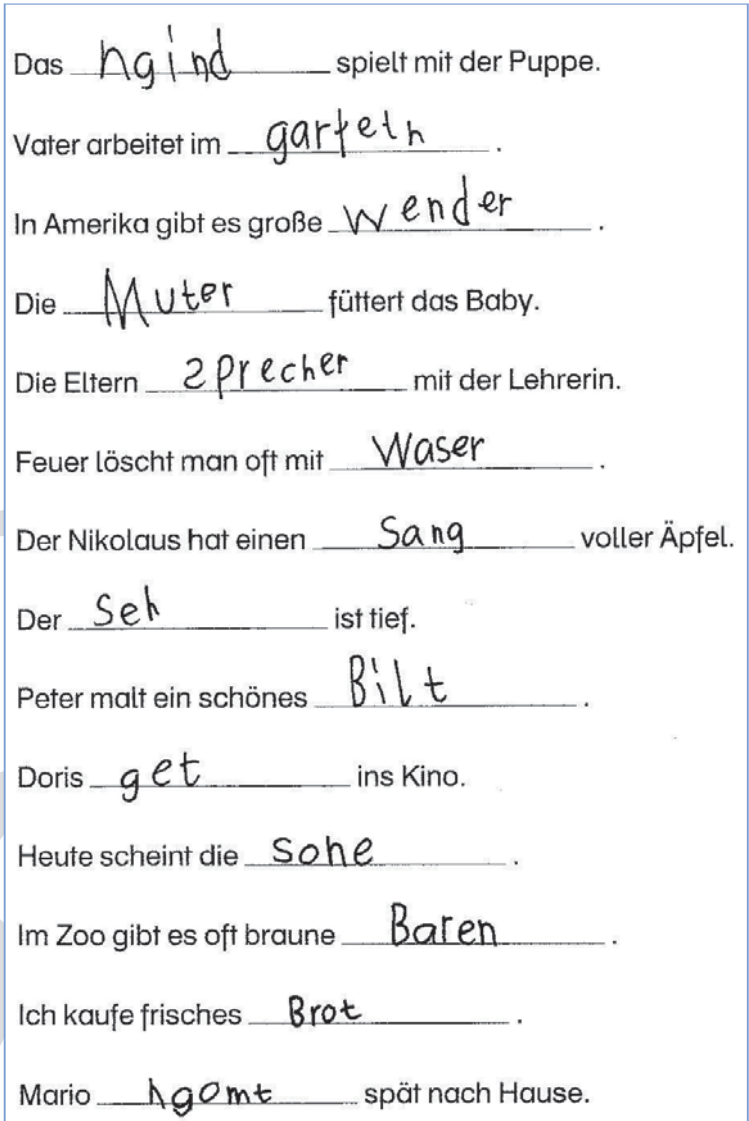 Das ngind spielt mit der Puppe.
Vater arbeitet im garteln.
In Amerika gibt es große Wender.
Die Muter füttert das Baby.
Die Eltern 2precher mit der Lehrerin.
Feuer löscht man oft mit Waser.
Der Nikolaus hat einen Sang voller Äpfel.
Der Seh ist tief.
Peter malt ein schönes Bilt.
Doris get ins Kino.
Heute scheint die Sohe.
Im Zoo gibt es oft braune Baren.
Ich kaufe frisches Brot.
Mario hgomt spät nach Hause.